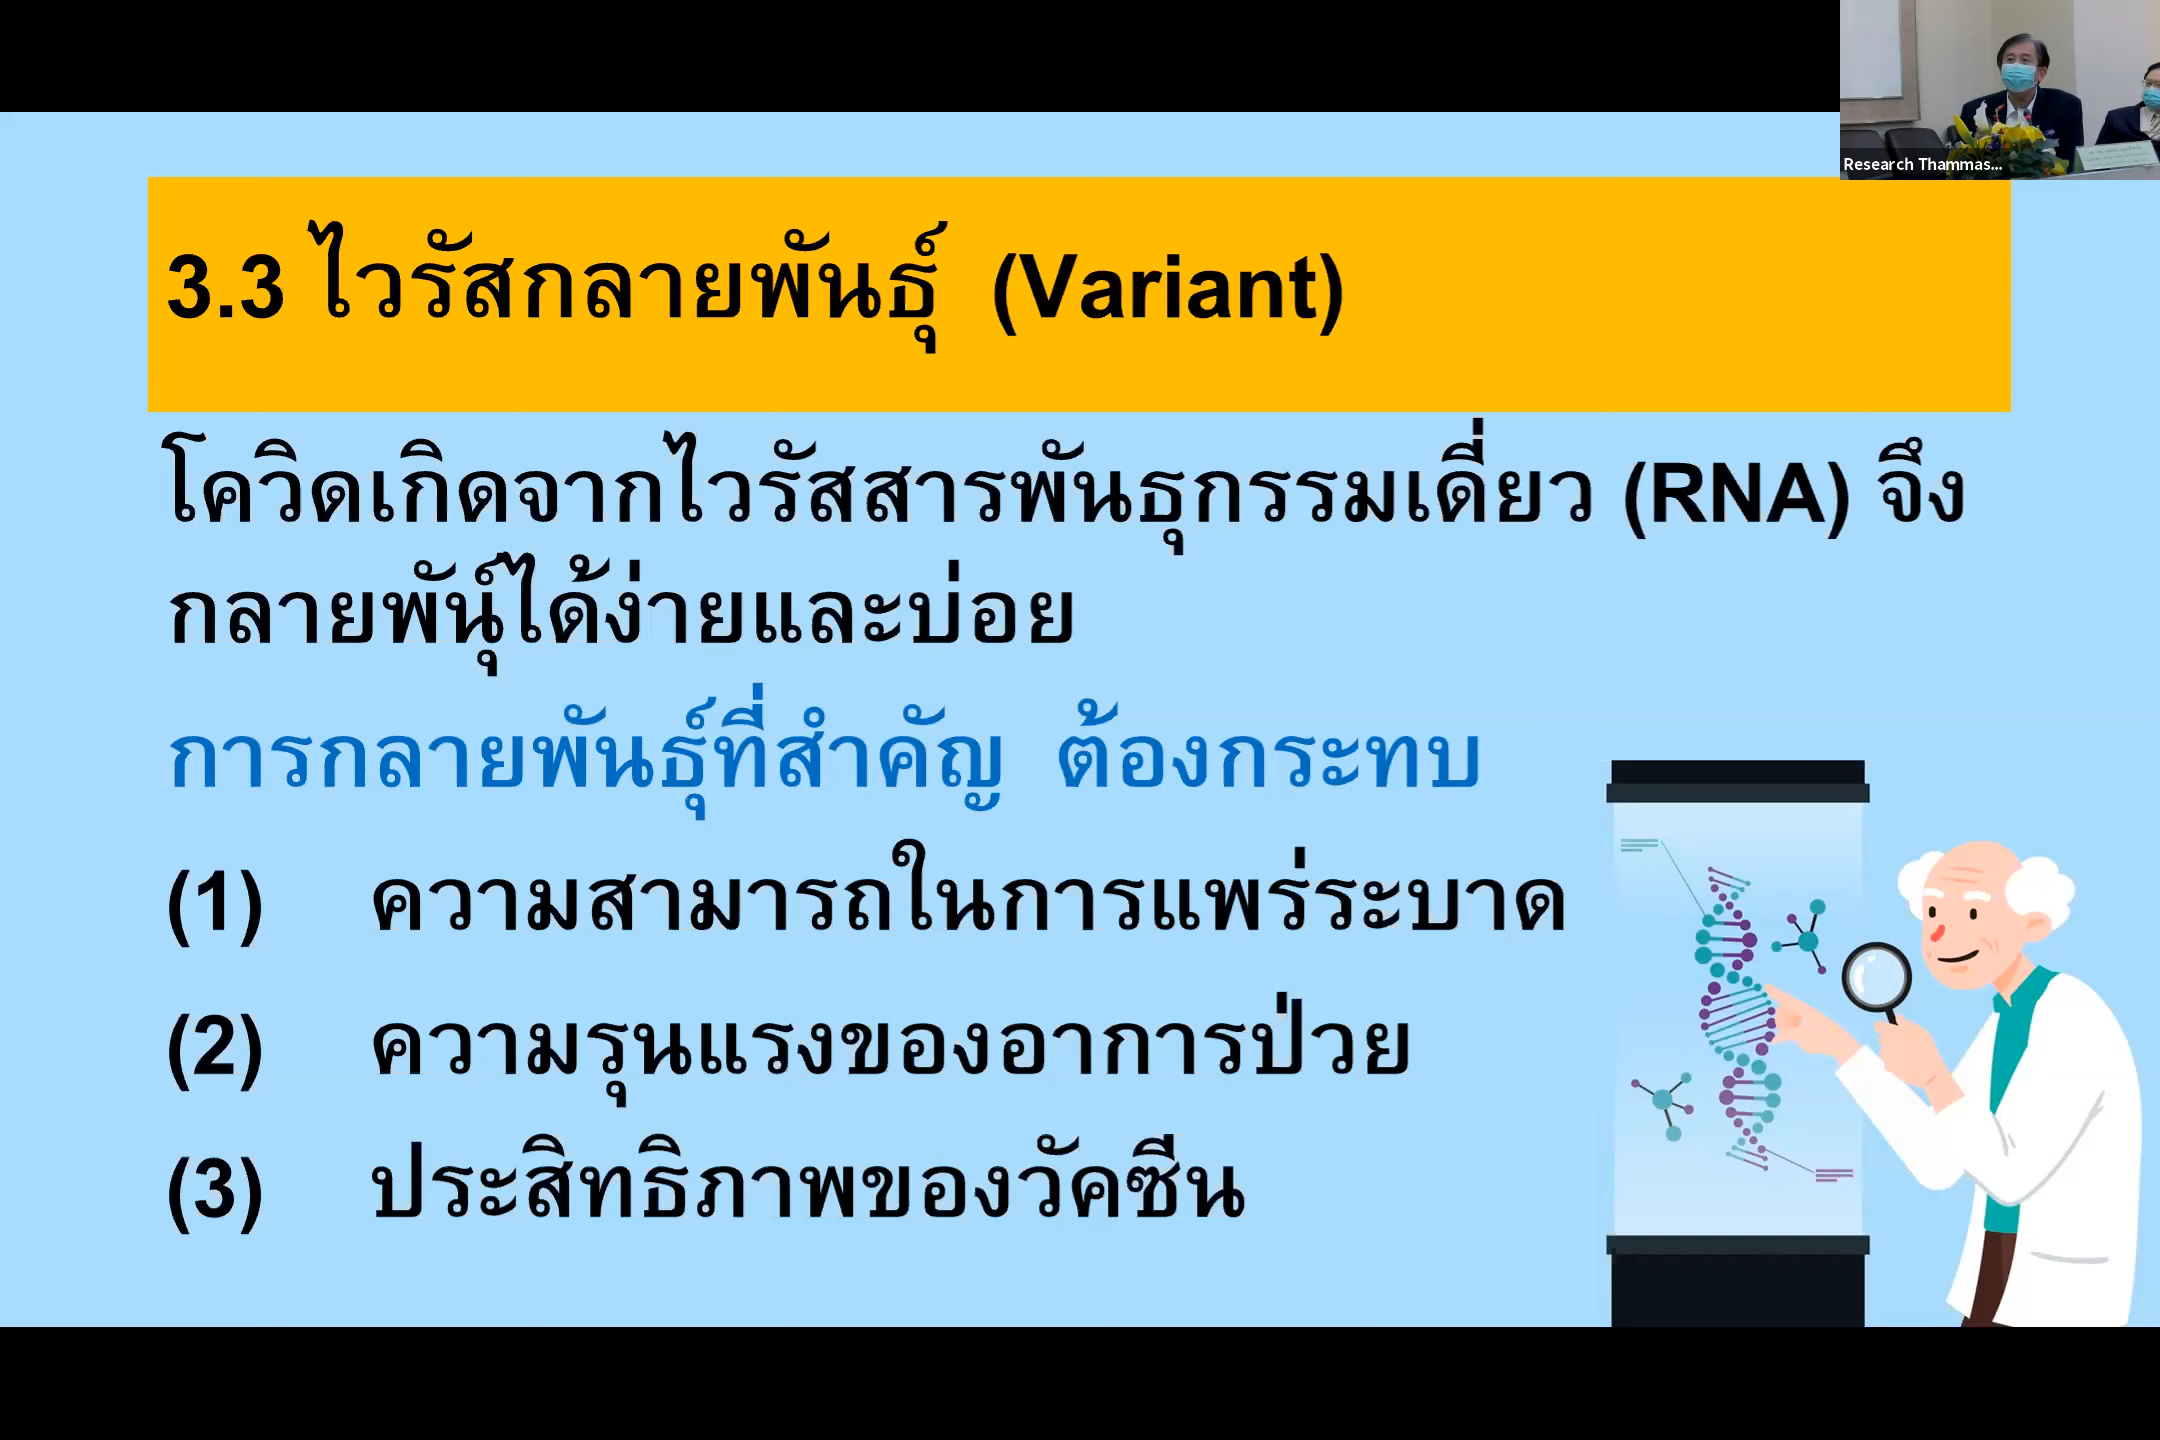 Research Thammas...
3.3 ไวรัสกลายพันธุ์ (Variant)
โควิดเกิดจากไวรัสสารพันธุกรรมเดี่ยว (RNA) จึง
กลายพันุ์ได้ง่ายและบ่อย
การกลายพันธุ์ที่สำคัญ ต้องกระทบ
(1) ความสามารถในการแพร่ระบาด
(2) ความรุนแรงของอาการป่วย
(3) ประสิทธิภาพของวัคซีน